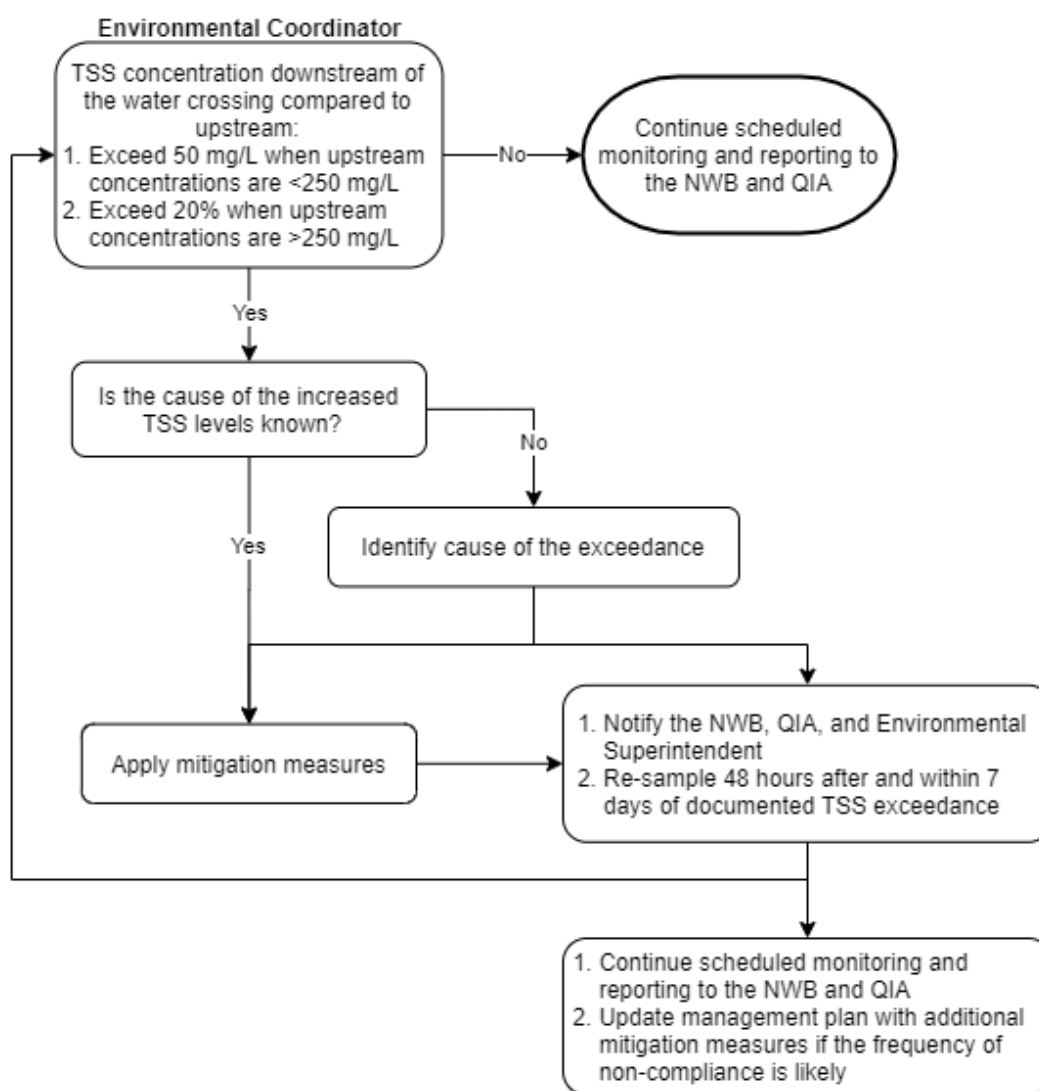 Environmental Coordinator
TSS concentration downstream of
the water crossing compared to
upstream:
1. Exceed 50 mg/L when upstream
concentrations are <250 mg/L
2. Exceed 20% when upstream
concentrations are >250 mg/L
No
Continue scheduled
monitoring and reporting to
the NWB and QIA
Yes
Is the cause of the increased
TSS levels known?
No
Yes
Identify cause of the exceedance
Apply mitigation measures
1. Notify the NWB, QIA, and Environmental
Superintendent
2. Re-sample 48 hours after and within 7
days of documented TSS exceedance
1. Continue scheduled monitoring and
reporting to the NWB and QIA
2. Update management plan with additional
mitigation measures if the frequency of
non-compliance is likely